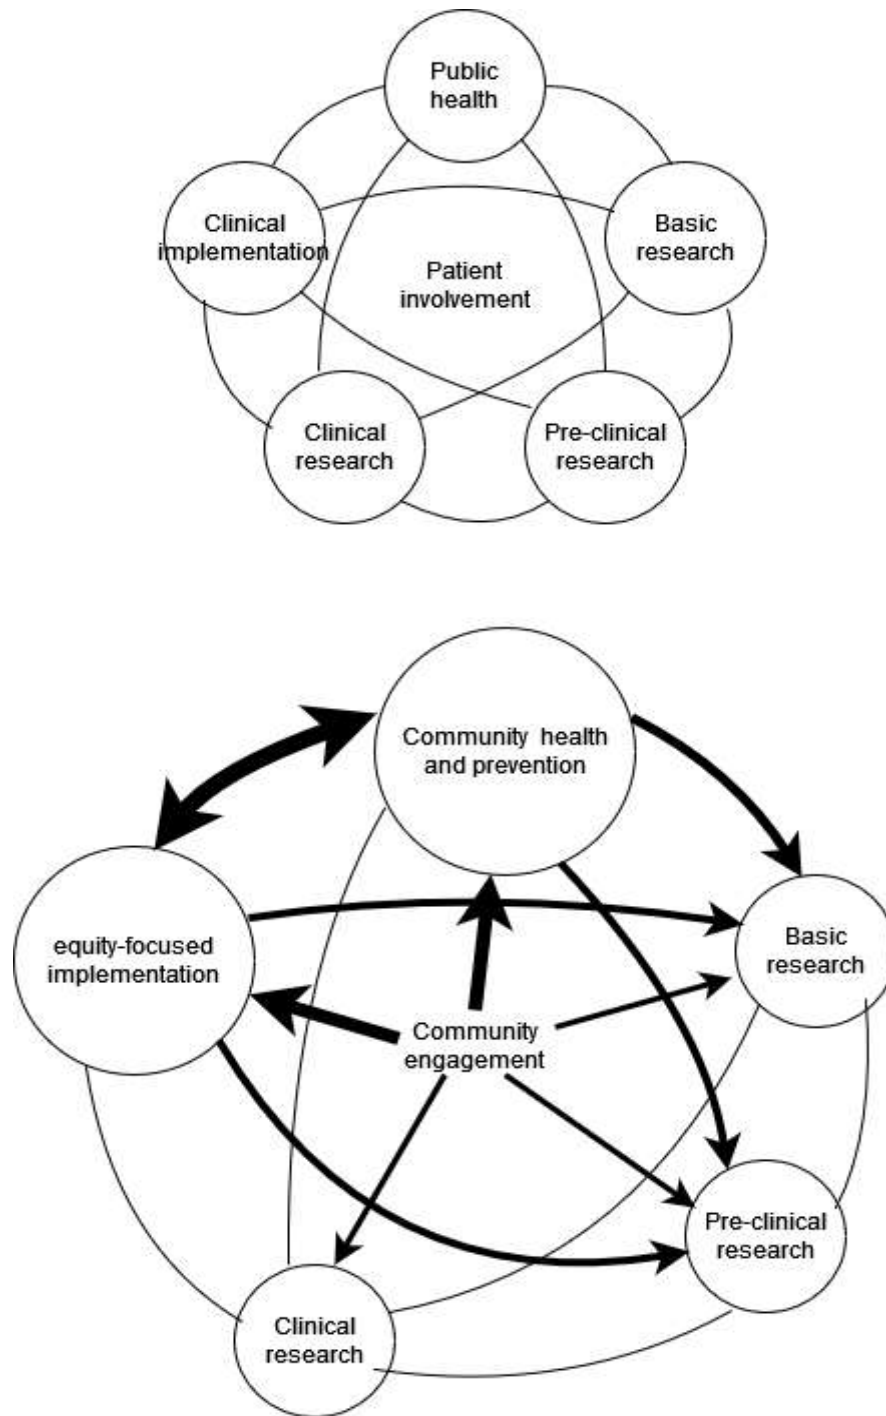 Public
health
Clinical
implementation
Basic
research
Patient
involvement
Clinical
research
Pre-clinical
research
Community health
and prevention
equity-focused
implementation
Basic
research
Community
engagement
Pre-clinical
research
Clinical
research